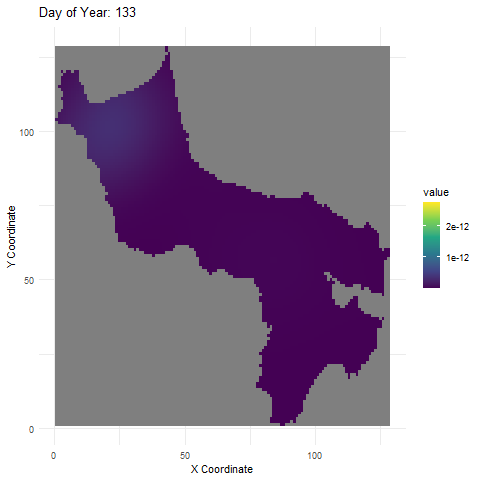 Day of Year: 133
100
50
0
Y Coordinate
0
50
100
X Coordinate
value
2e-12
1e-12